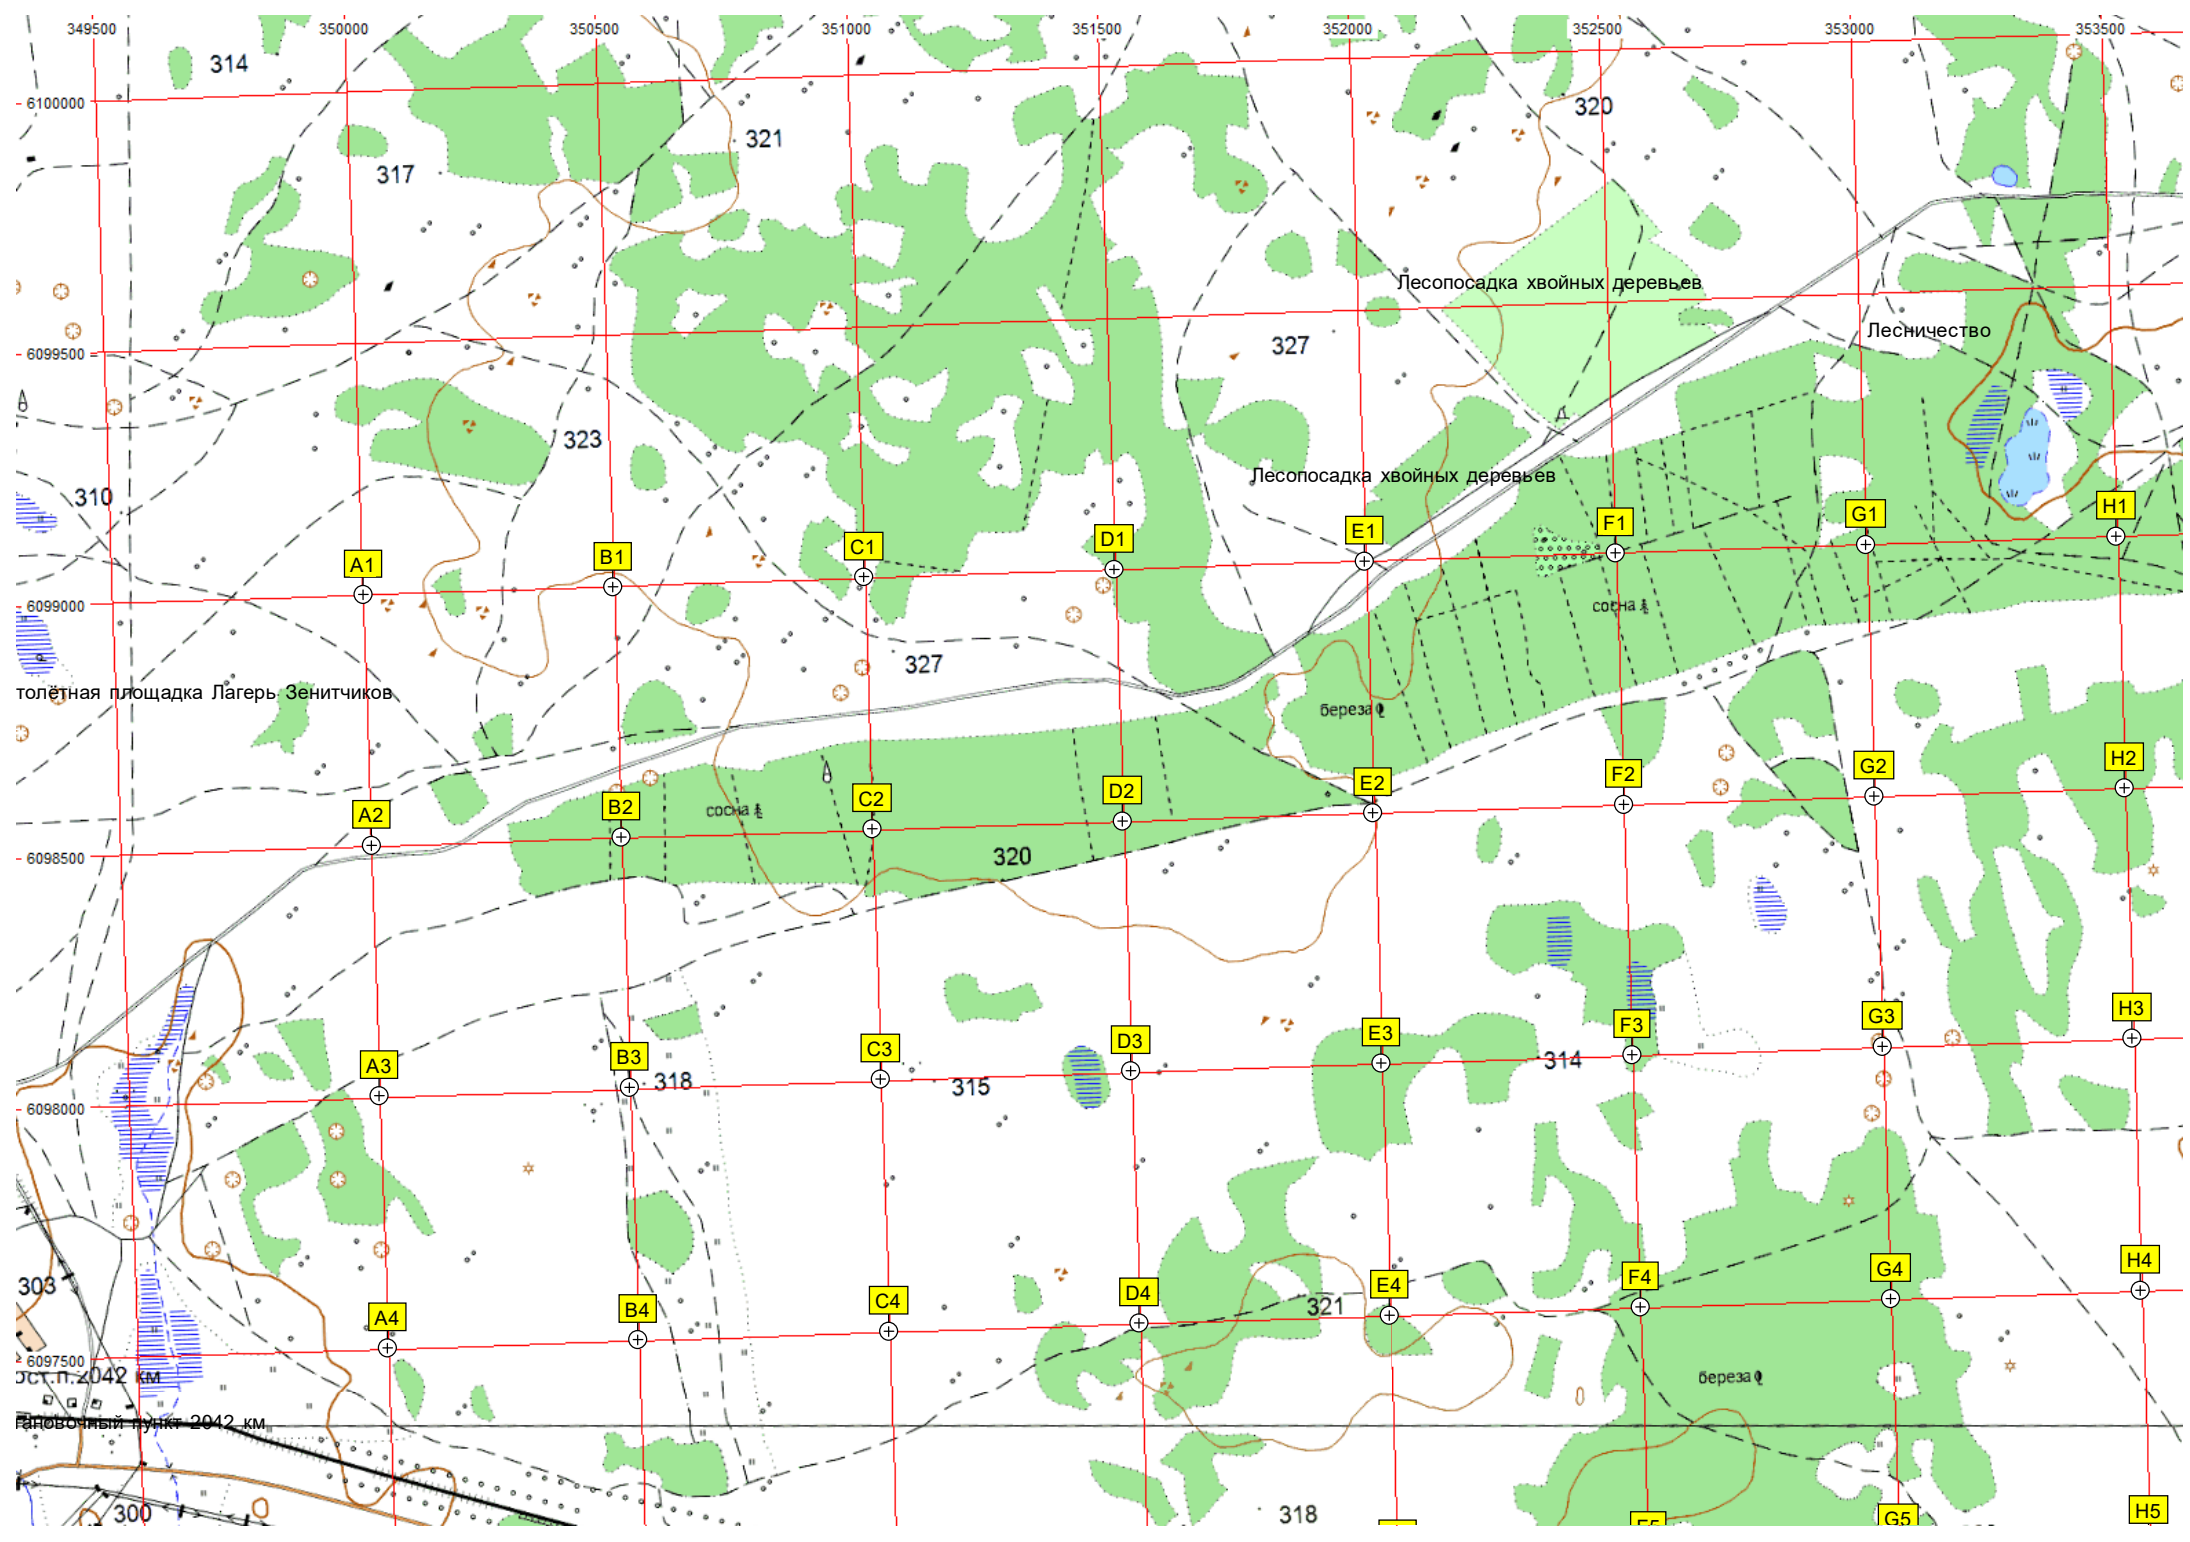 349500 350000 350500 351000 351500 352000 352500 353000 353500
314
6100000
320
321
317
Лесопосадка хвойных деревьев
Лесничество
327
6099500
323
Лесопосадка хвойных деревьев
310
A1 B1 C1 D1 E1 F1 G1 H1
6099000
сосна
327
толётная площадка Лагерь Зенитчиков
береза
A2 B2 C2 D2 E2 F2 G2 H2
сосна
320
6098500
A3 B3 C3 D3 E3 F3 G3 H3
318
315
314
6098000
303
A4 B4 C4 D4 E4 F4 G4 H4
321
6097500
ост.п.2042 км
береза
тановочный пункт 2042 км
300
318
F5 G5 H5